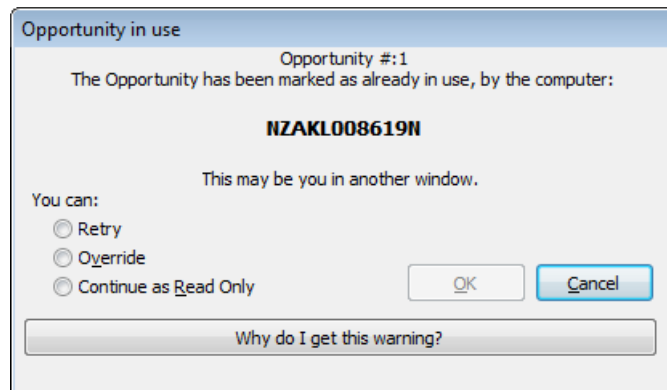 Opportunity in use
Opportunity #:1
The Opportunity has been marked as already in use, by the computer:
NZAKL008619N
This may be you in another window.
You can:
Retry
Override
Continue as Read Only
OK
Cancel
Why do I get this warning?